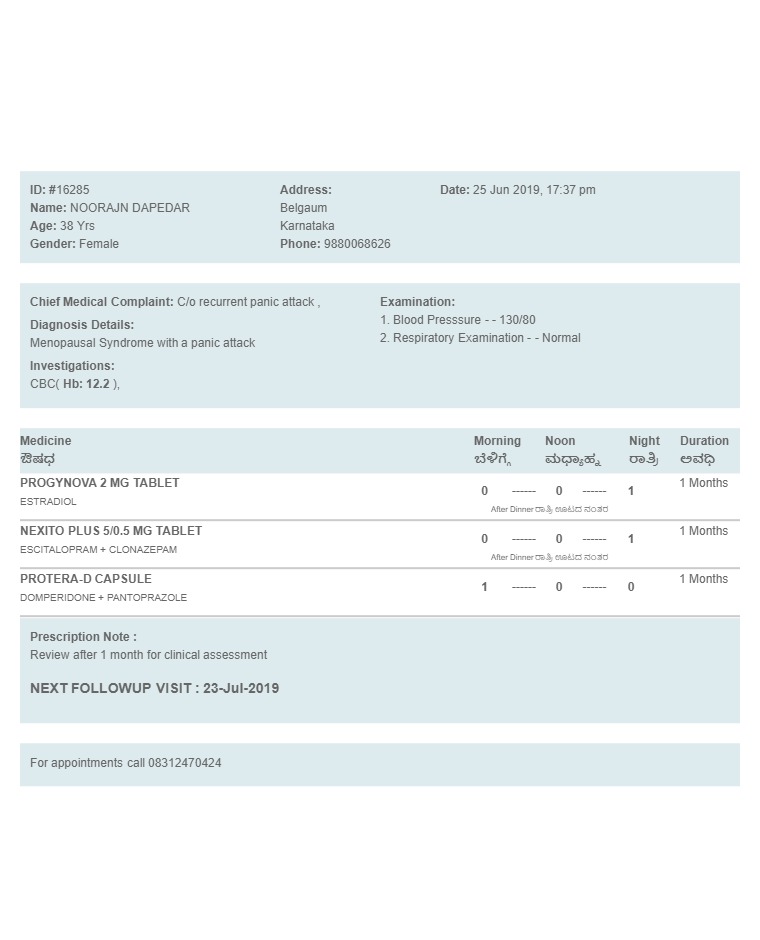 ID: #16285
Name: NOORAJN DAPEDAR
Age: 38 Yrs
Gender: Female
Address:
Belgaum
Karnataka
Phone: 9880068626
Date: 25 Jun 2019, 17:37 pm
Chief Medical Complaint: C/o recurrent panic attack ,
Diagnosis Details:
Menopausal Syndrome with a panic attack
Investigations:
CBC( Hb: 12.2 ),
Examination:
1. Blood Presssure - - 130/80
2. Respiratory Examination - - Normal
Medicine Morning Noon Night Duration
ಔಷಧ ಬೆಳಿಗ್ಗೆ ಮಧ್ಯಾಹ್ನ ರಾತ್ರಿ ಅವಧಿ
PROGYNOVA 2 MG TABLET 0 ------ 0 ------ 1 1 Months
ESTRADIOL After Dinner ರಾತ್ರಿ ಊಟದ ನಂತರ
NEXITO PLUS 5/0.5 MG TABLET 0 ------ 0 ------ 1 1 Months
ESCITALOPRAM + CLONAZEPAM After Dinner ರಾತ್ರಿ ಊಟದ ನಂತರ
PROTERA-D CAPSULE 1 ------ 0 ------ 0 1 Months
DOMPERIDONE + PANTOPRAZOLE
Prescription Note :
Review after 1 month for clinical assessment
NEXT FOLLOWUP VISIT : 23-Jul-2019
For appointments call 08312470424